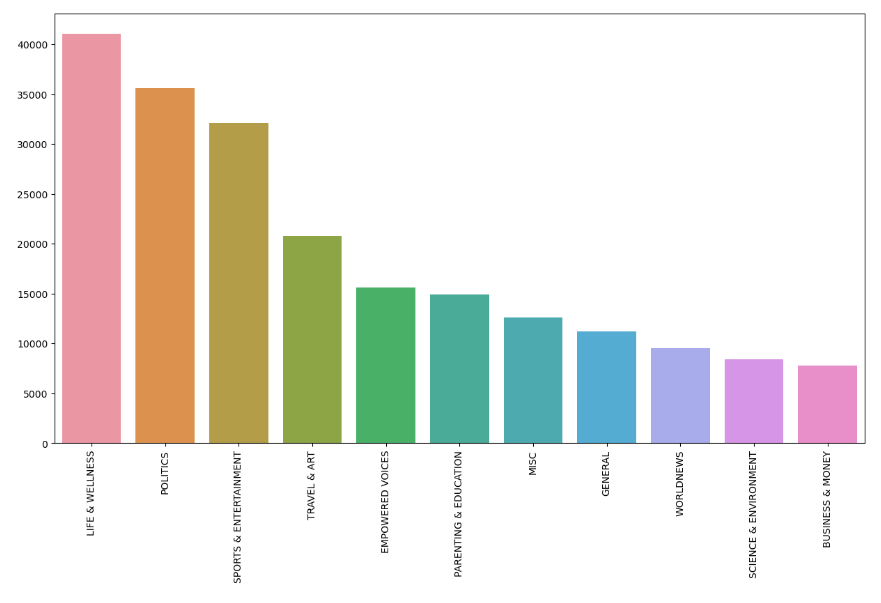 40000
35000
30000
25000
20000
15000
10000
5000
0
LIFE & WELLNESS
POLITICS
SPORTS & ENTERTAINMENT
TRAVEL & ART
EMPOWERED VOICES
PARENTING & EDUCATION
MISC
GENERAL
WORLDNEWS
SCIENCE & ENVIRONMENT
BUSINESS & MONEY